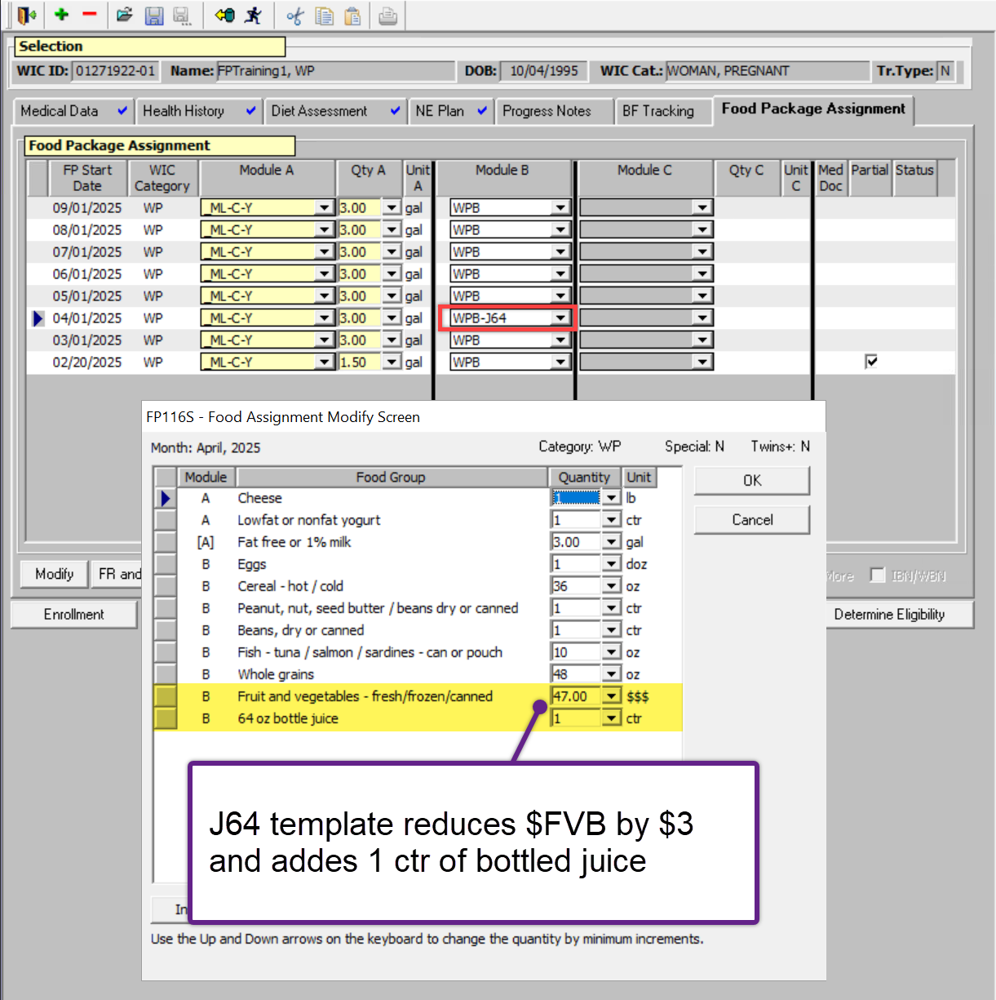 Selection
WIC ID: 01271922-01 Name: FPTraining1, WP DOB: 10/04/1995 WIC Cat.: WOMAN, PREGNANT Tr.Type: N
Medical Data Health History Diet Assessment NE Plan Progress Notes BF Tracking Food Package Assignment
Food Package Assignment
FP Start Date WIC Category Module A Qty A Unit A Module B Module C Qty C Unit C Med Doc Partial Status
09/01/2025 WP _ML-C-Y 3.00 gal WPB
08/01/2025 WP _ML-C-Y 3.00 gal WPB
07/01/2025 WP _ML-C-Y 3.00 gal WPB
06/01/2025 WP _ML-C-Y 3.00 gal WPB
05/01/2025 WP _ML-C-Y 3.00 gal WPB
04/01/2025 WP _ML-C-Y 3.00 gal WPB-J64
03/01/2025 WP _ML-C-Y 3.00 gal WPB
02/20/2025 WP _ML-C-Y 1.50 gal WPB
FP116S - Food Assignment Modify Screen
Month: April, 2025 Category: WP Special: N Twins+: N
Module Food Group Quantity Unit
OK
A Cheese 1 lb
A Lowfat or nonfat yogurt 1 ctr
Cancel
[A] Fat free or 1% milk 3.00 gal
B Eggs 1 doz
Modify FR and More IBN/WBN
B Cereal - hot / cold 36 oz
B Peanut, nut, seed butter / beans dry or canned 1 ctr
Enrollment Determine Eligibility
B Beans, dry or canned 1 ctr
B Fish - tuna / salmon / sardines - can or pouch 10 oz
B Whole grains 48 oz
B Fruit and vegetables - fresh/frozen/canned 47.00 $$$
B 64 oz bottle juice 1 ctr
J64 template reduces $FVB by $3
and addes 1 ctr of bottled juice
Use the Up and Down arrows on the keyboard to change the quantity by minimum increments.